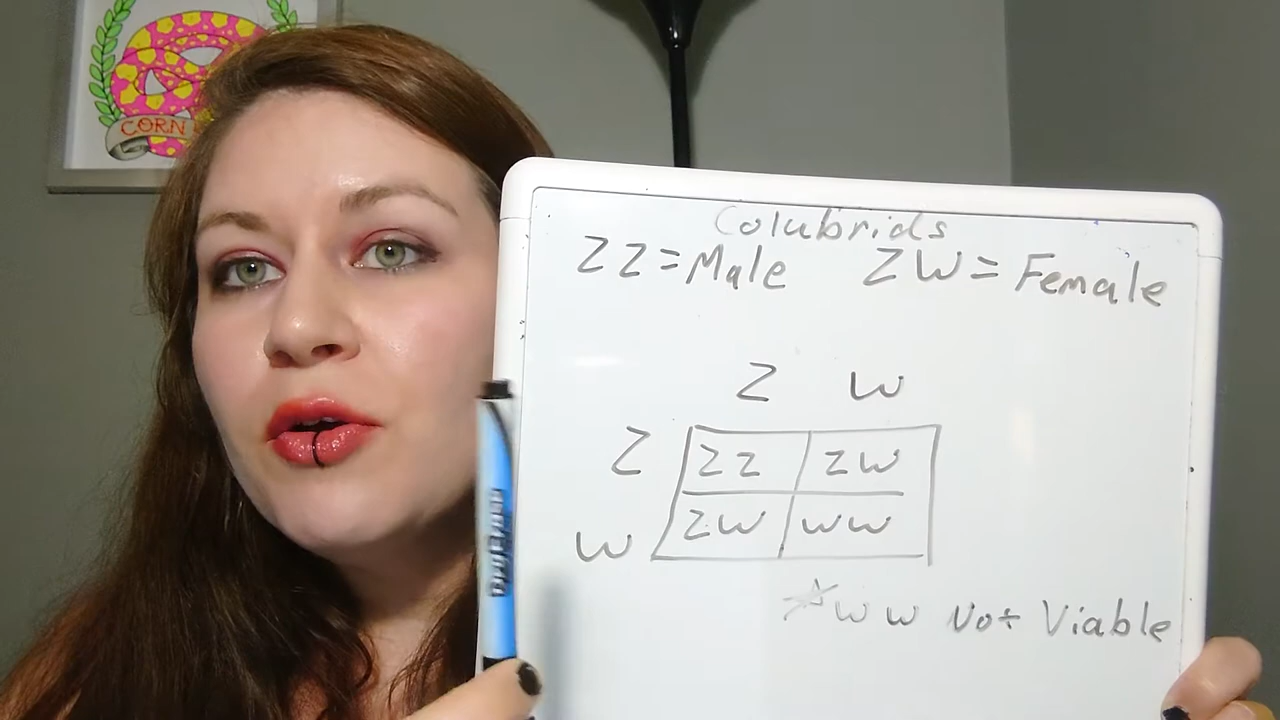 CORN
Colubrids
ZZ = Male ZW = Female
Z W
Z ZZ ZW
W ZW WW
☆ WW Not Viable